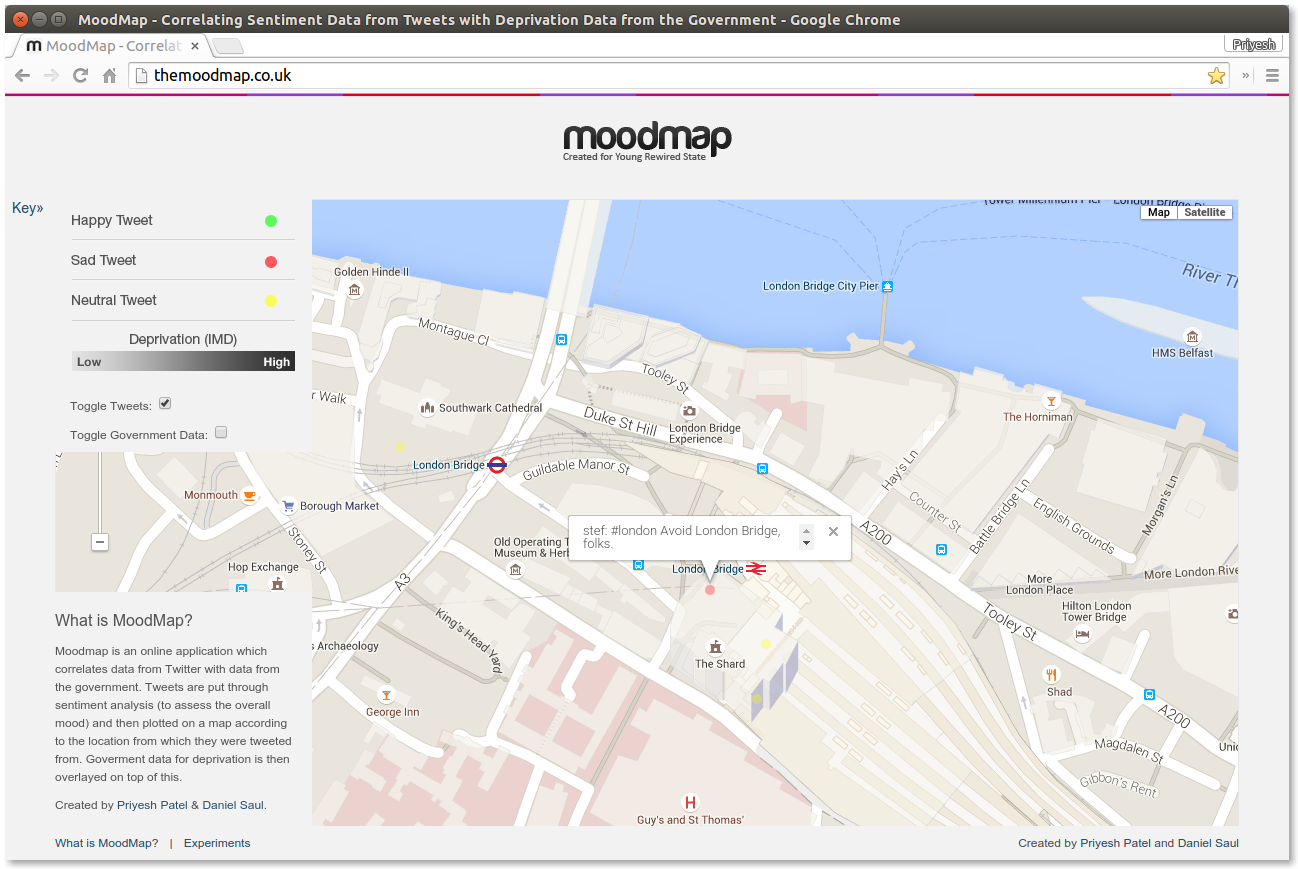 MoodMap - Correlating Sentiment Data from Tweets with Deprivation Data from the Government - Google Chrome
m MoodMap - Correlat
Priyesh
themoodmap.co.uk
moodmap
Created for Young Rewired State
Key»
Happy Tweet
Sad Tweet
Neutral Tweet
Deprivation (IMD)
Low High
Toggle Tweets:
Toggle Government Data:
Map Satellite
River T
London Bridge City Pier
Golden Hinde II
Montague Cl
HMS Belfast
Tooley St
r Walk
Southwark Cathedral
Duke St Hill
London Bridge
Experience
The Horniman
London Bridge
Guildable Manor St
Hay's Ln
Counter St
Battle Bridge Ln
English Grounds
Morgan's Ln
Monmouth
Borough Market
Stoney St
Hop Exchange
A3
Old Operating T
Museum & Herb
stef: #london Avoid London Bridge,
folks.
London Bridge
A200
More
London Place
More London Rive
Tooley St
Hilton London
Tower Bridge
King's Head Yard
s Archaeology
The Shard
George Inn
Shad
A200
Magdalen St
Unic
Gibbon's Rent
H
Guy's and St Thomas'
What is MoodMap?
Moodmap is an online application which
correlates data from Twitter with data from
the government. Tweets are put through
sentiment analysis (to assess the overall
mood) and then plotted on a map according
to the location from which they were tweeted
from. Goverment data for deprivation is then
overlayed on top of this.
Created by Priyesh Patel & Daniel Saul.
What is MoodMap? | Experiments
Created by Priyesh Patel and Daniel Saul